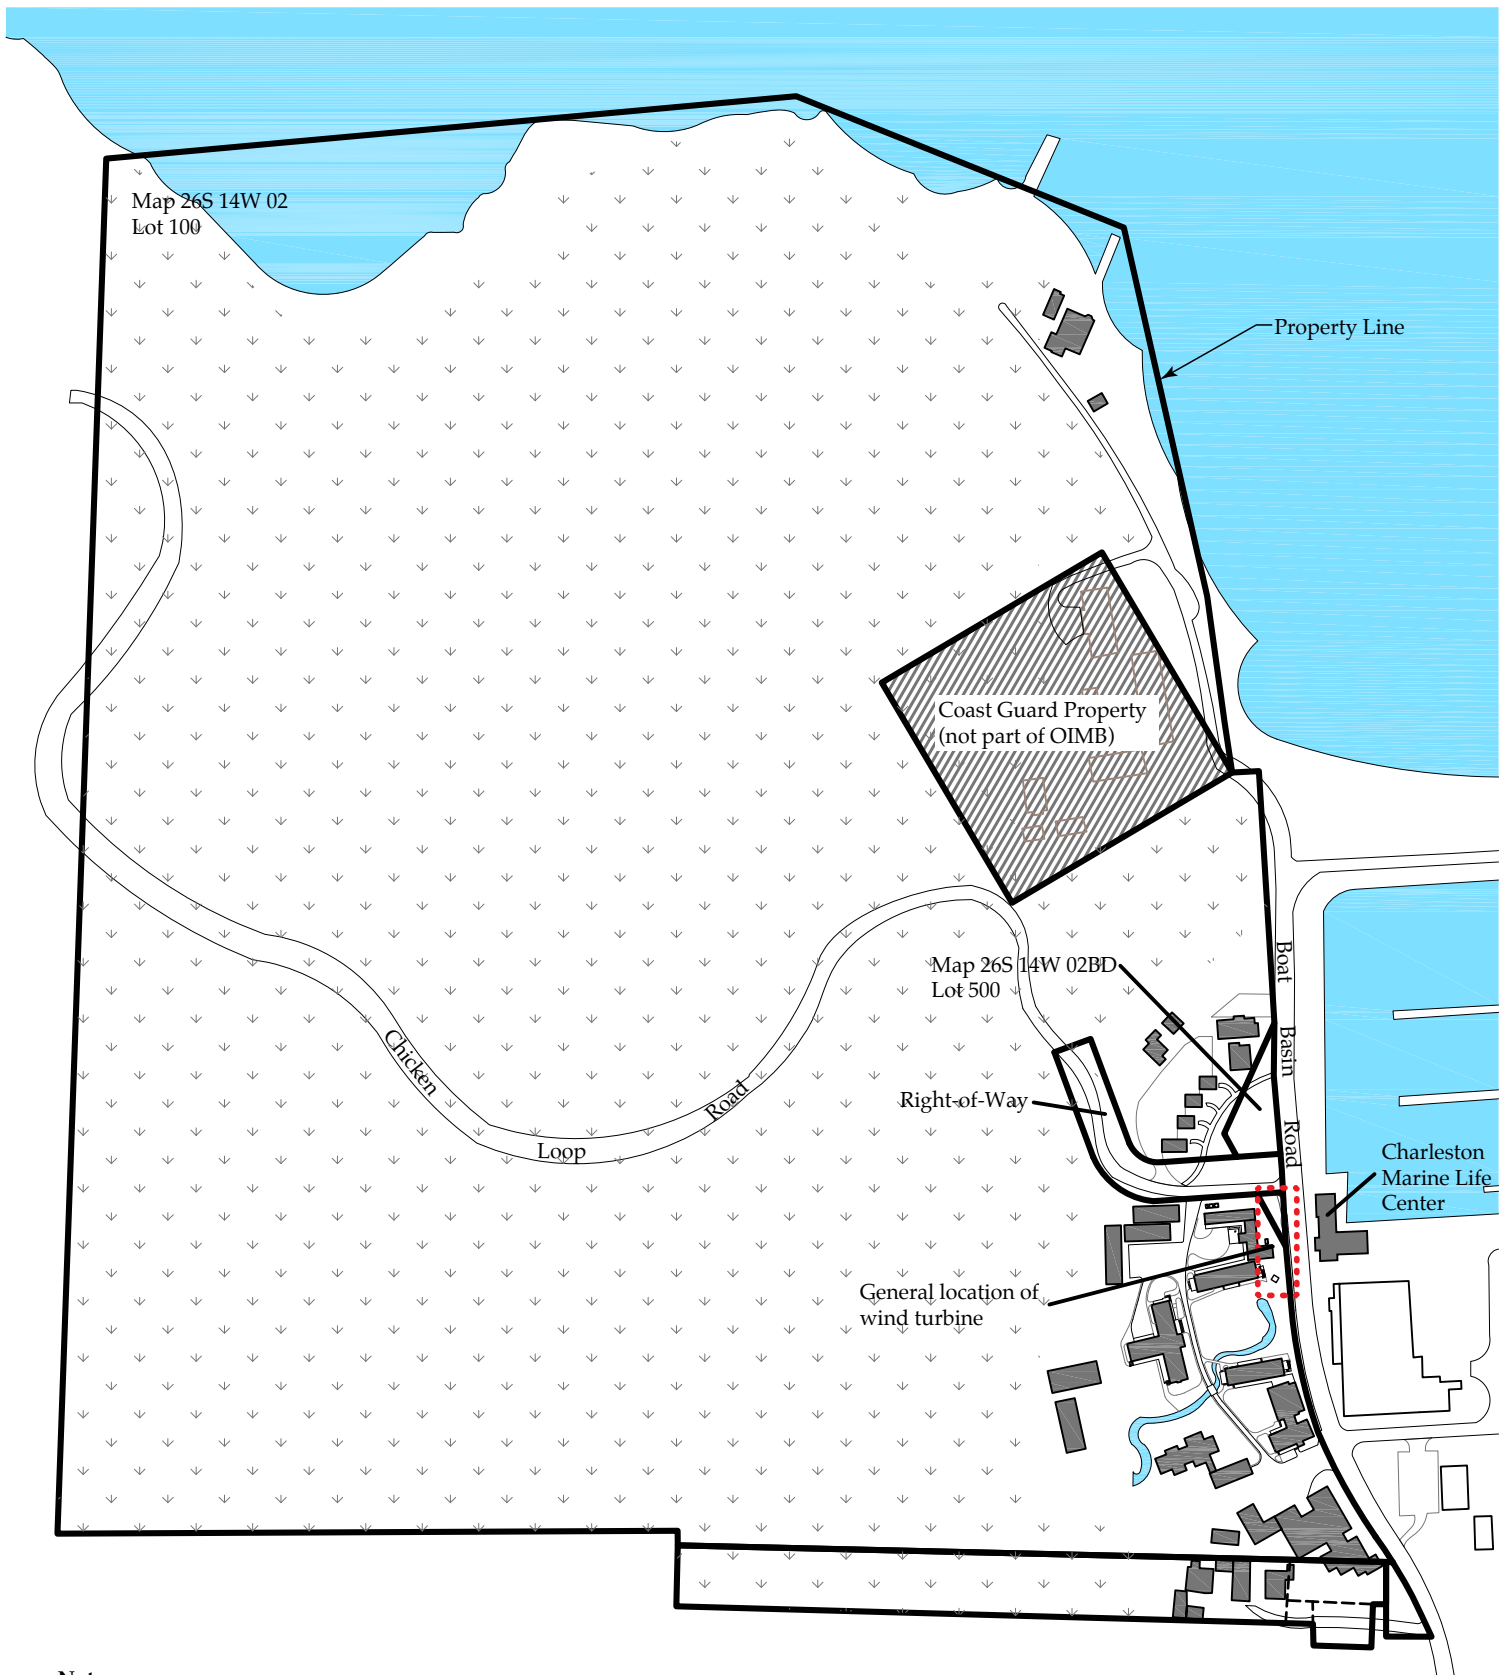 Map 26S 14W 02
Lot 100
Property Line
Coast Guard Property
(not part of OIMB)
Map 26S 14W 02BD
Lot 500
Boat
Basin
Road
Chicken
Loop
Road
Right-of-Way
Charleston
Marine Life
Center
General location of
wind turbine